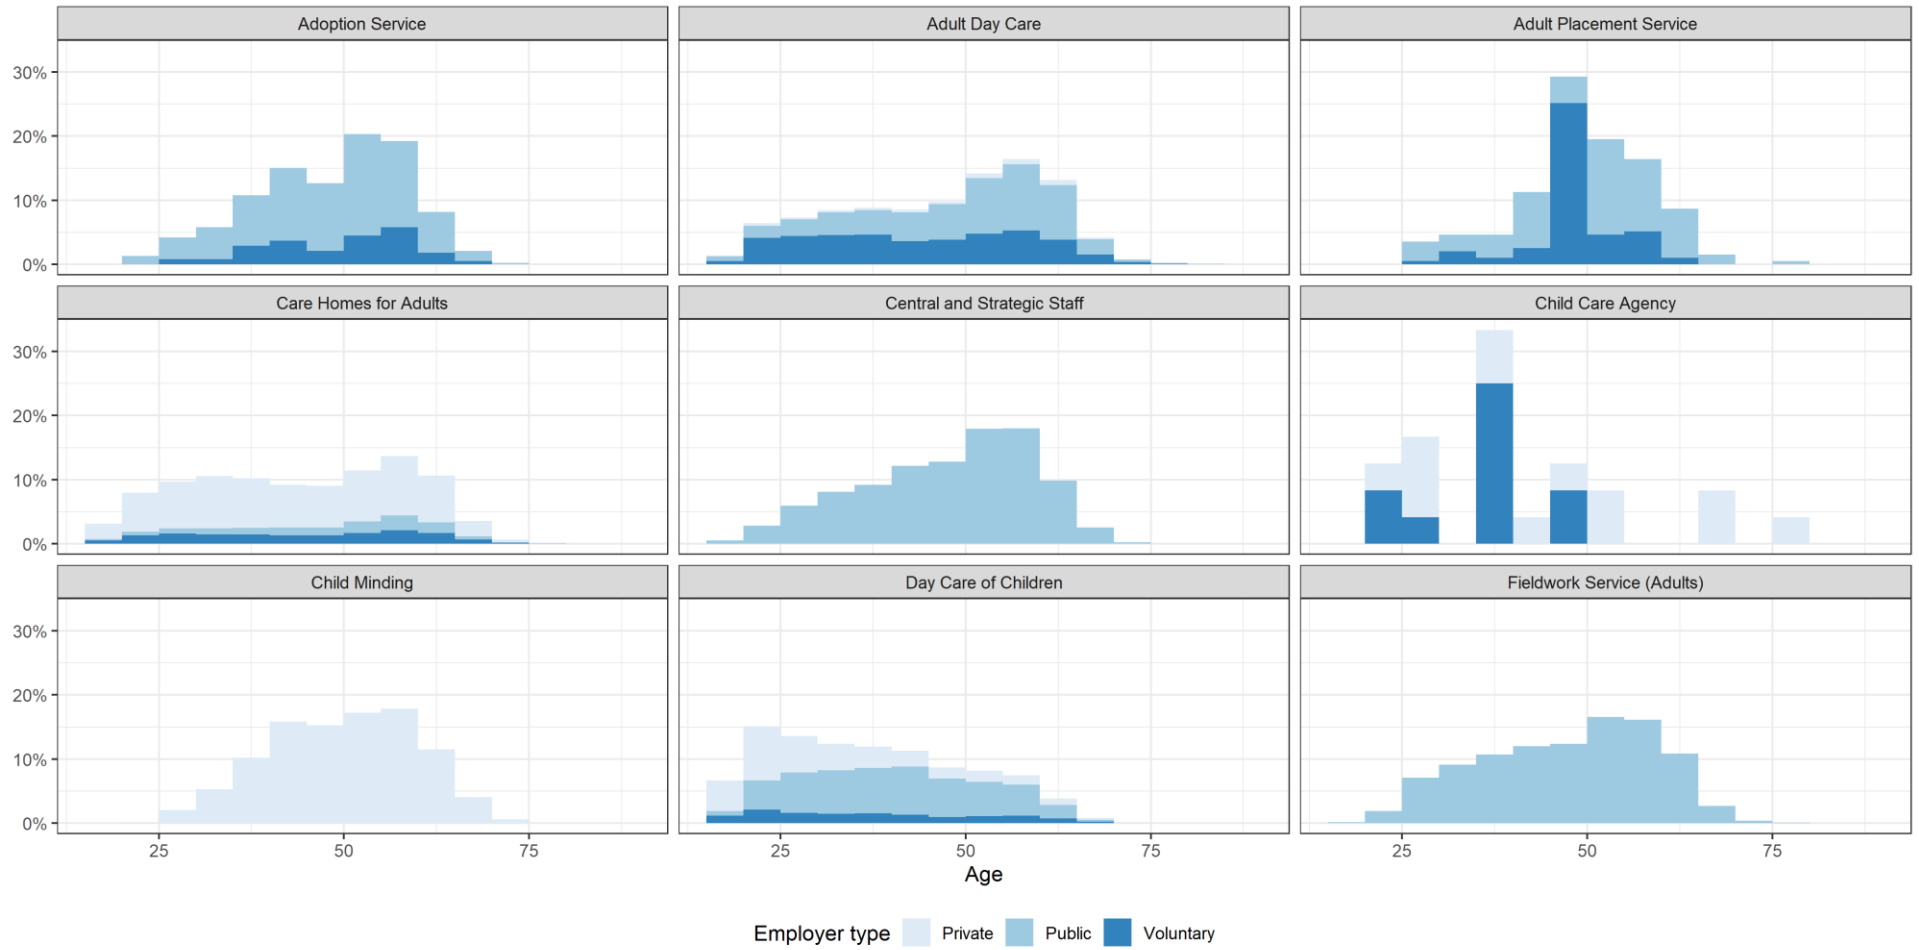 Adoption Service
Adult Day Care
Adult Placement Service
30%
20%
10%
0%
Care Homes for Adults
Central and Strategic Staff
Child Care Agency
30%
20%
10%
0%
Child Minding
Day Care of Children
Fieldwork Service (Adults)
30%
20%
10%
0%
25 50 75 25 50 75 25 50 75
Age
Employer type Private Public Voluntary